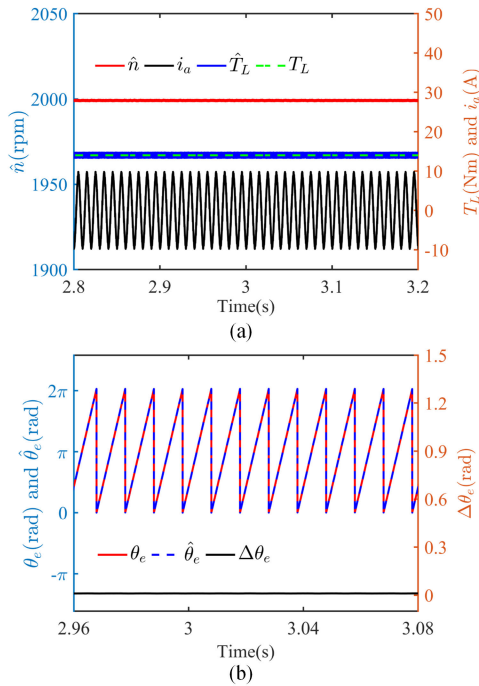 2050
50
n̂ i_a T̂_L T_L
40
2000
30
20
1950
10
0
-10
1900
n̂(rpm)
T_L(Nm) and i_a(A)
2.8 2.9 3 3.1 3.2
Time(s)
(a)
1.5
2π
1.2
π
0.9
0.6
0
0.3
-π
θ_e θ̂_e Δθ_e
0
θ_e(rad) and θ̂_e(rad)
Δθ_e(rad)
2.96 3 3.04 3.08
Time(s)
(b)